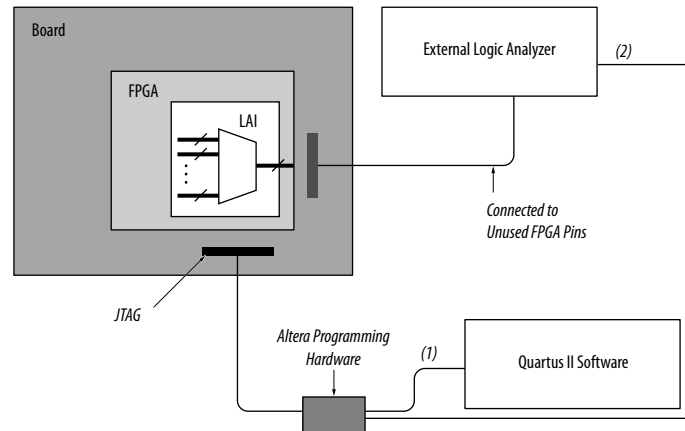 Board
External Logic Analyzer
(2)
FPGA
LAI
Connected to
Unused FPGA Pins
JTAG
Altera Programming
Hardware
(1)
Quartus II Software